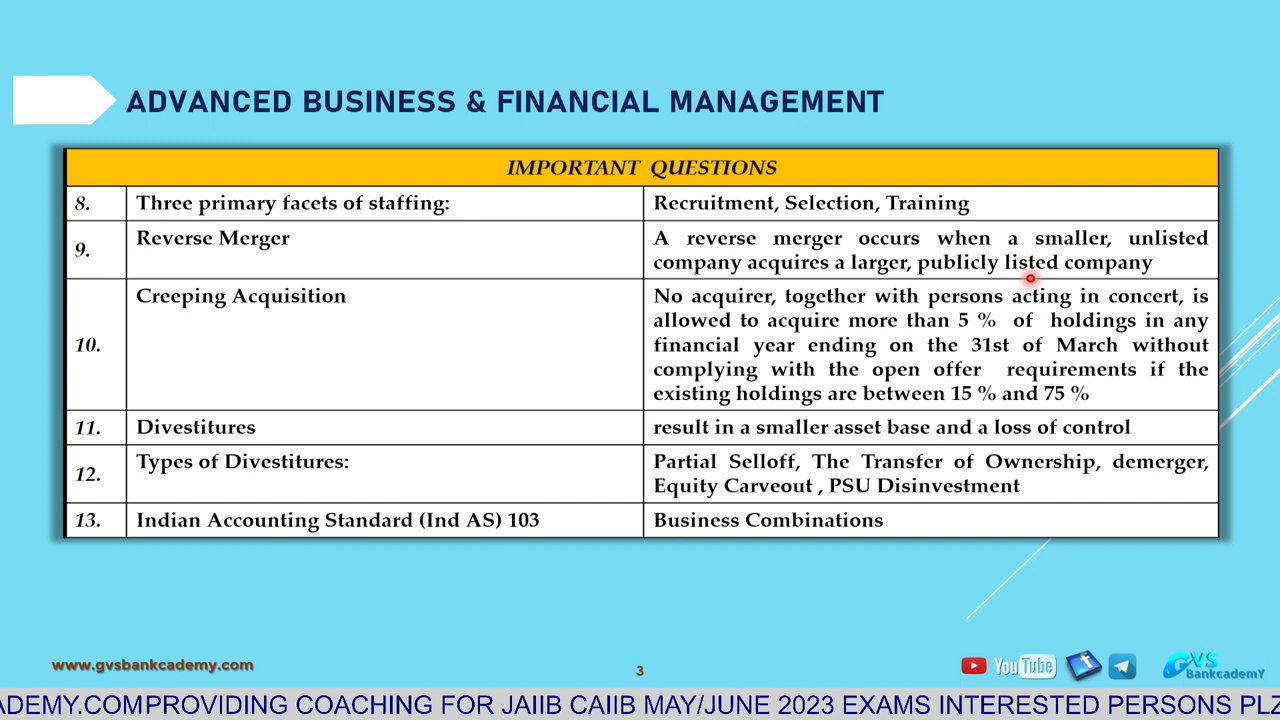 ADVANCED BUSINESS & FINANCIAL MANAGEMENT
IMPORTANT QUESTIONS
8. Three primary facets of staffing: Recruitment, Selection, Training
9. Reverse Merger A reverse merger occurs when a smaller, unlisted
company acquires a larger, publicly listed company
10. Creeping Acquisition No acquirer, together with persons acting in concert, is
allowed to acquire more than 5 % of holdings in any
financial year ending on the 31st of March without
complying with the open offer requirements if the
existing holdings are between 15 % and 75 %
11. Divestitures result in a smaller asset base and a loss of control
12. Types of Divestitures: Partial Selloff, The Transfer of Ownership, demerger,
Equity Carveout , PSU Disinvestment
13. Indian Accounting Standard (Ind AS) 103 Business Combinations
www.gvsbankcademy.com
3
YouTube
GVS
BankcademY
ADEMY.COMPROVIDING COACHING FOR JAIIB CAIIB MAY/JUNE 2023 EXAMS INTERESTED PERSONS PLZ